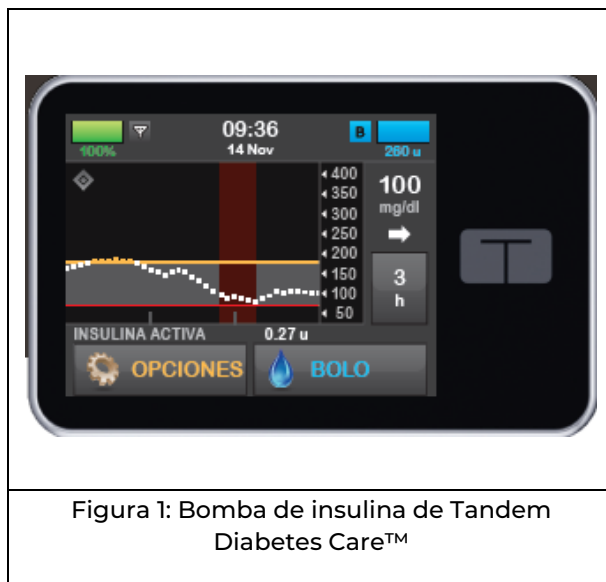 09:36
B
100%
14 Nov
260 u
400
350
300
250
200
150
100
50
100
mg/dl
3
h
INSULINA ACTIVA 0.27 u
OPCIONES
BOLO
Figura 1: Bomba de insulina de Tandem
Diabetes Care™